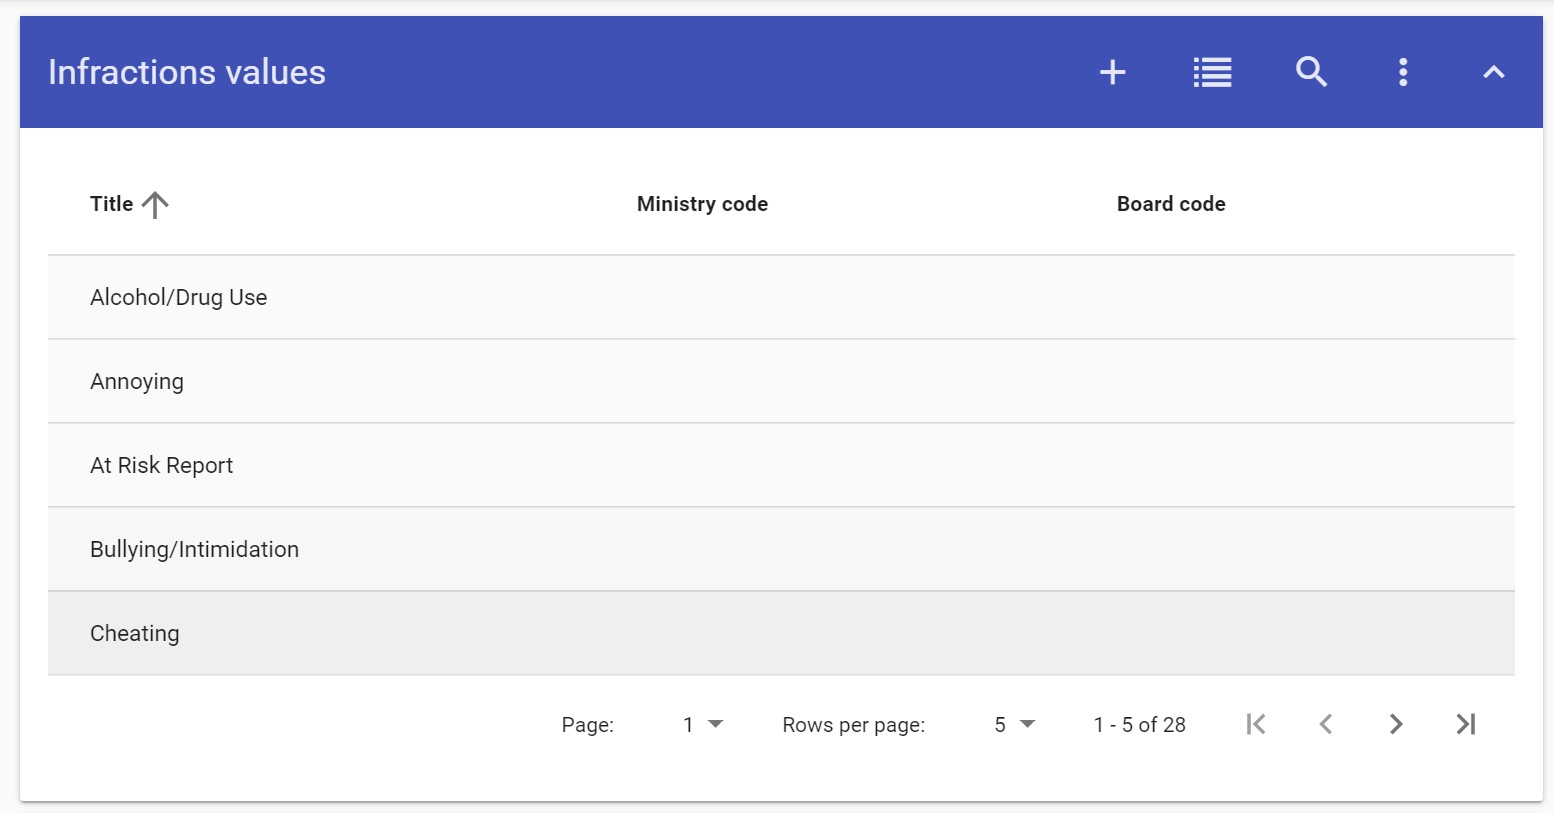 Infractions values
Title Ministry code Board code
Alcohol/Drug Use
Annoying
At Risk Report
Bullying/Intimidation
Cheating
Page: 1 Rows per page: 5 1 - 5 of 28